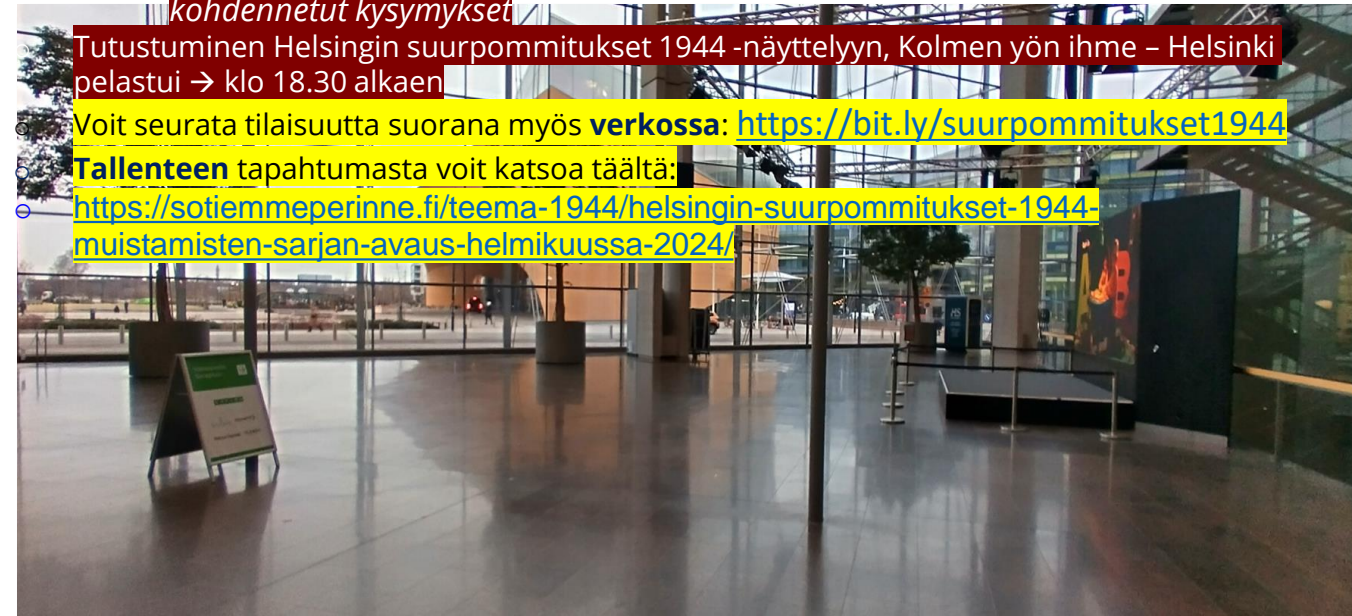 kohdennetut kysymykset
Tutustuminen Helsingin suurpommitukset 1944 -näyttelyyn, Kolmen yön ihme – Helsinki
pelastui → klo 18.30 alkaen
Voit seurata tilaisuutta suorana myös verkossa: https://bit.ly/suurpommitukset1944
Tallenteen tapahtumasta voit katsoa täältä:
https://sotiemmeperinne.fi/teema-1944/helsingin-suurpommitukset-1944-
muistamisten-sarjan-avaus-helmikuussa-2024/
HS